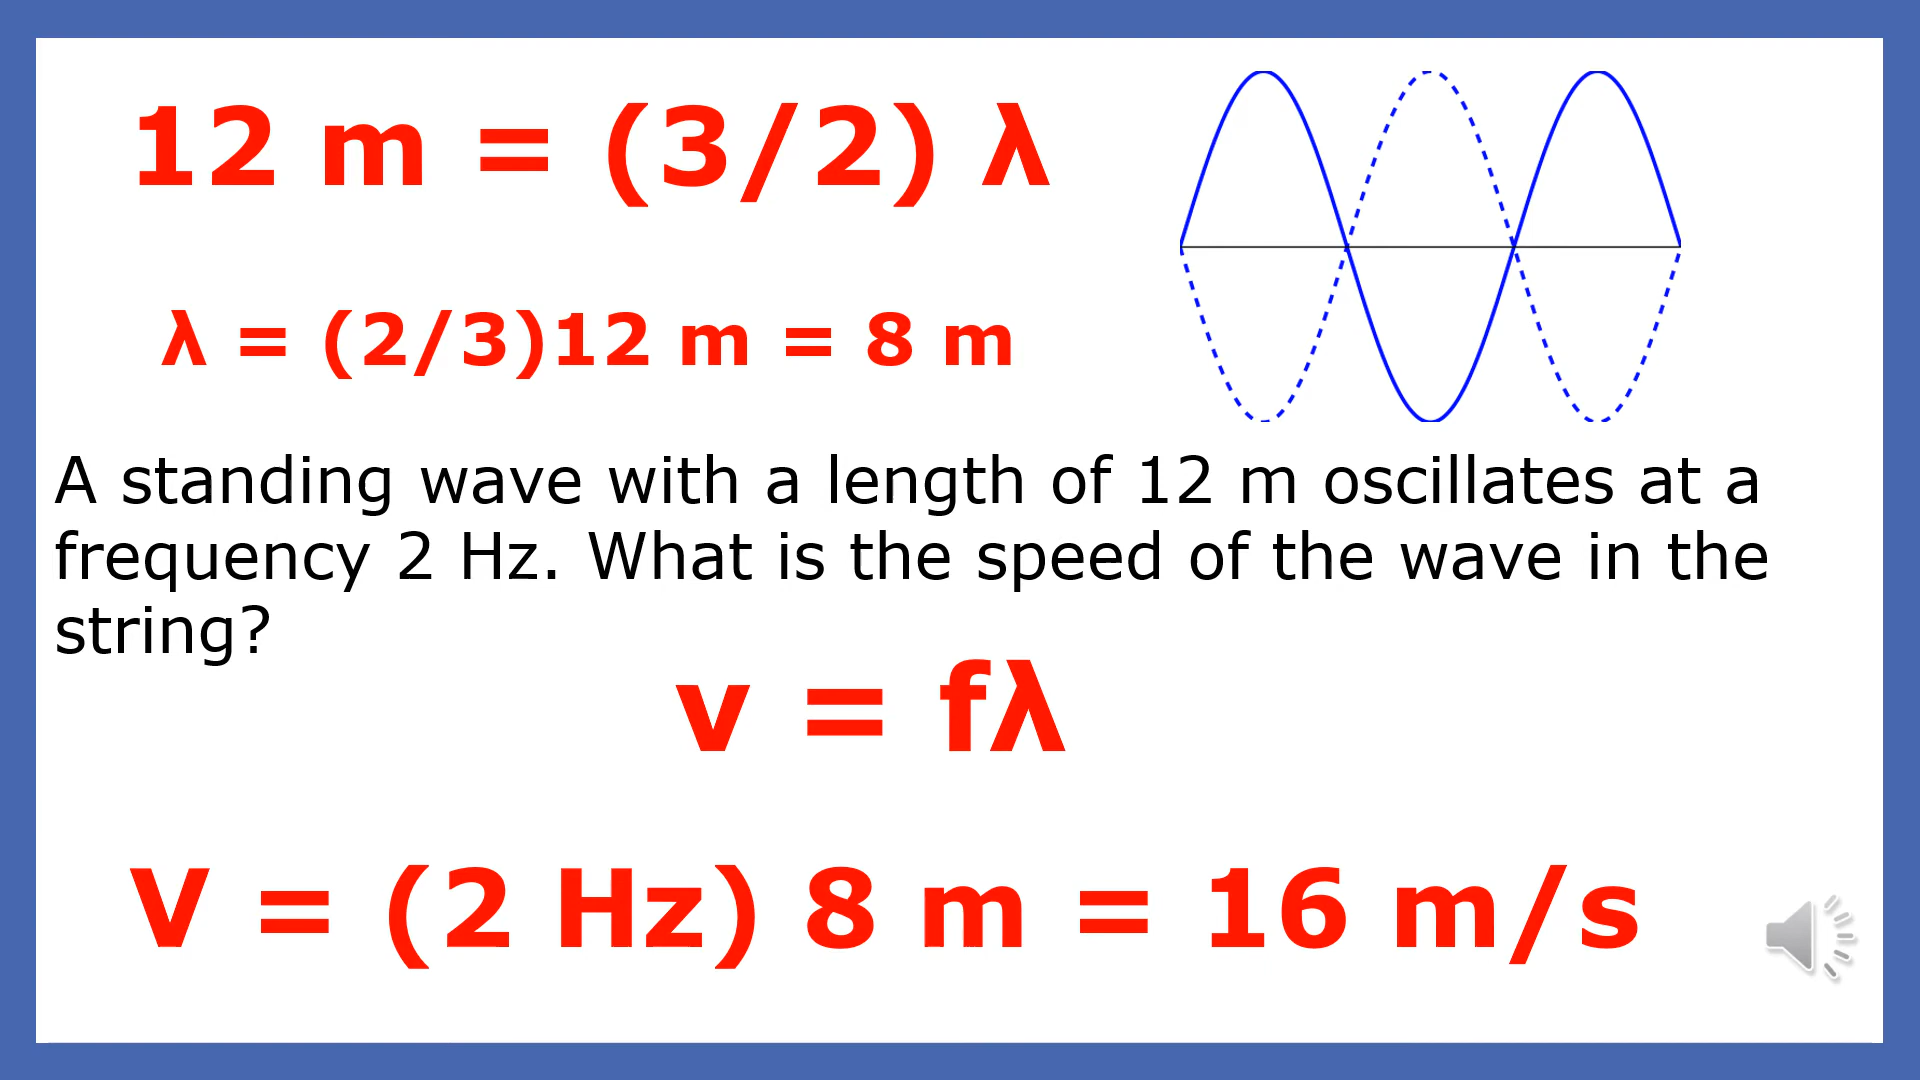 12 m = (3/2) λ
λ = (2/3)12 m = 8 m
A standing wave with a length of 12 m oscillates at a
frequency 2 Hz. What is the speed of the wave in the
string?
v = fλ
V = (2 Hz) 8 m = 16 m/s